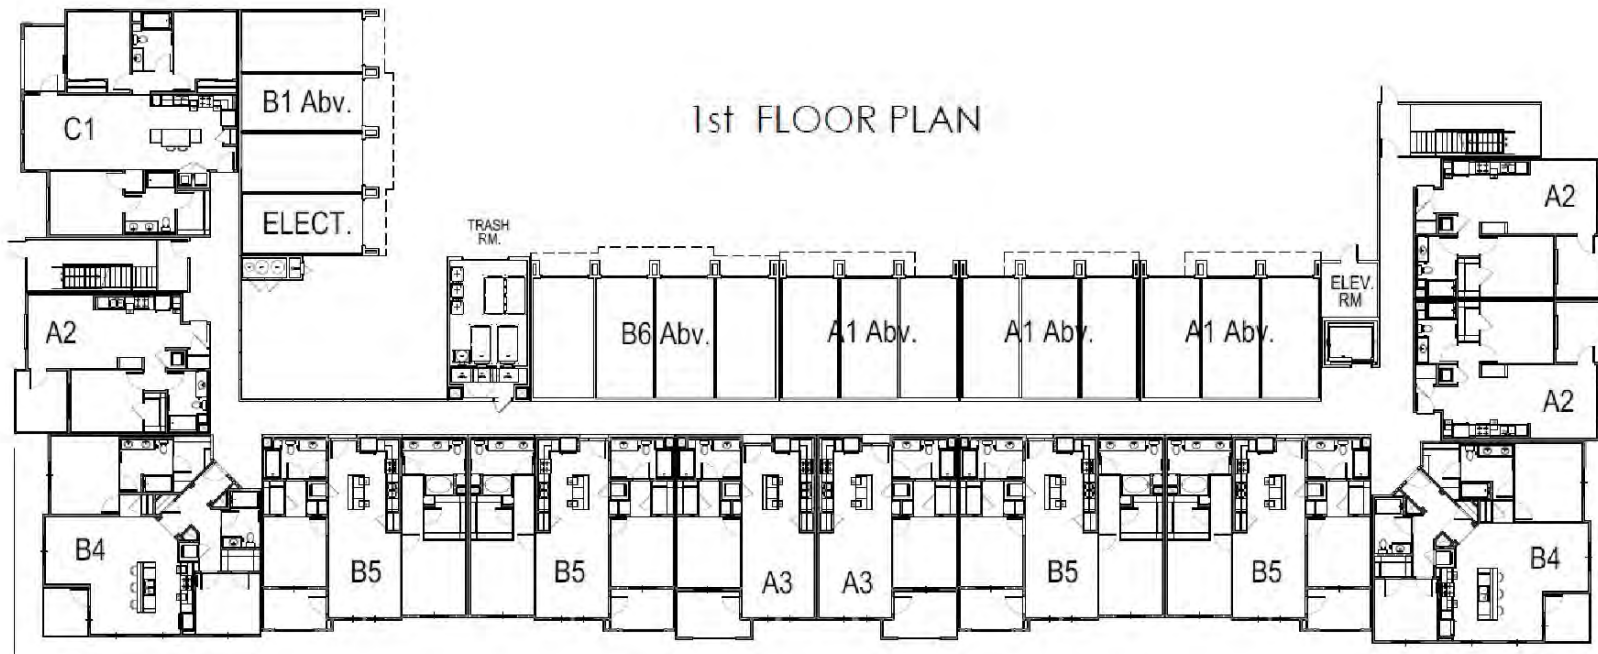 1st FLOOR PLAN
B1 Abv.
C1
ELECT.
TRASH
RM.
A2
A2
ELEV.
RM
B6 Abv.
A1 Abv.
A1 Abv.
A1 Abv.
A2
A2
B4
B5
B5
A3
A3
B5
B5
B4